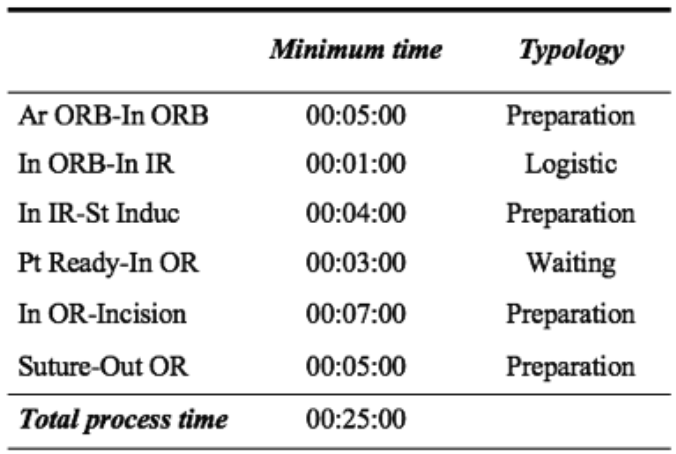 Minimum time Typology
Ar ORB-In ORB 00:05:00 Preparation
In ORB-In IR 00:01:00 Logistic
In IR-St Induc 00:04:00 Preparation
Pt Ready-In OR 00:03:00 Waiting
In OR-Incision 00:07:00 Preparation
Suture-Out OR 00:05:00 Preparation
Total process time 00:25:00